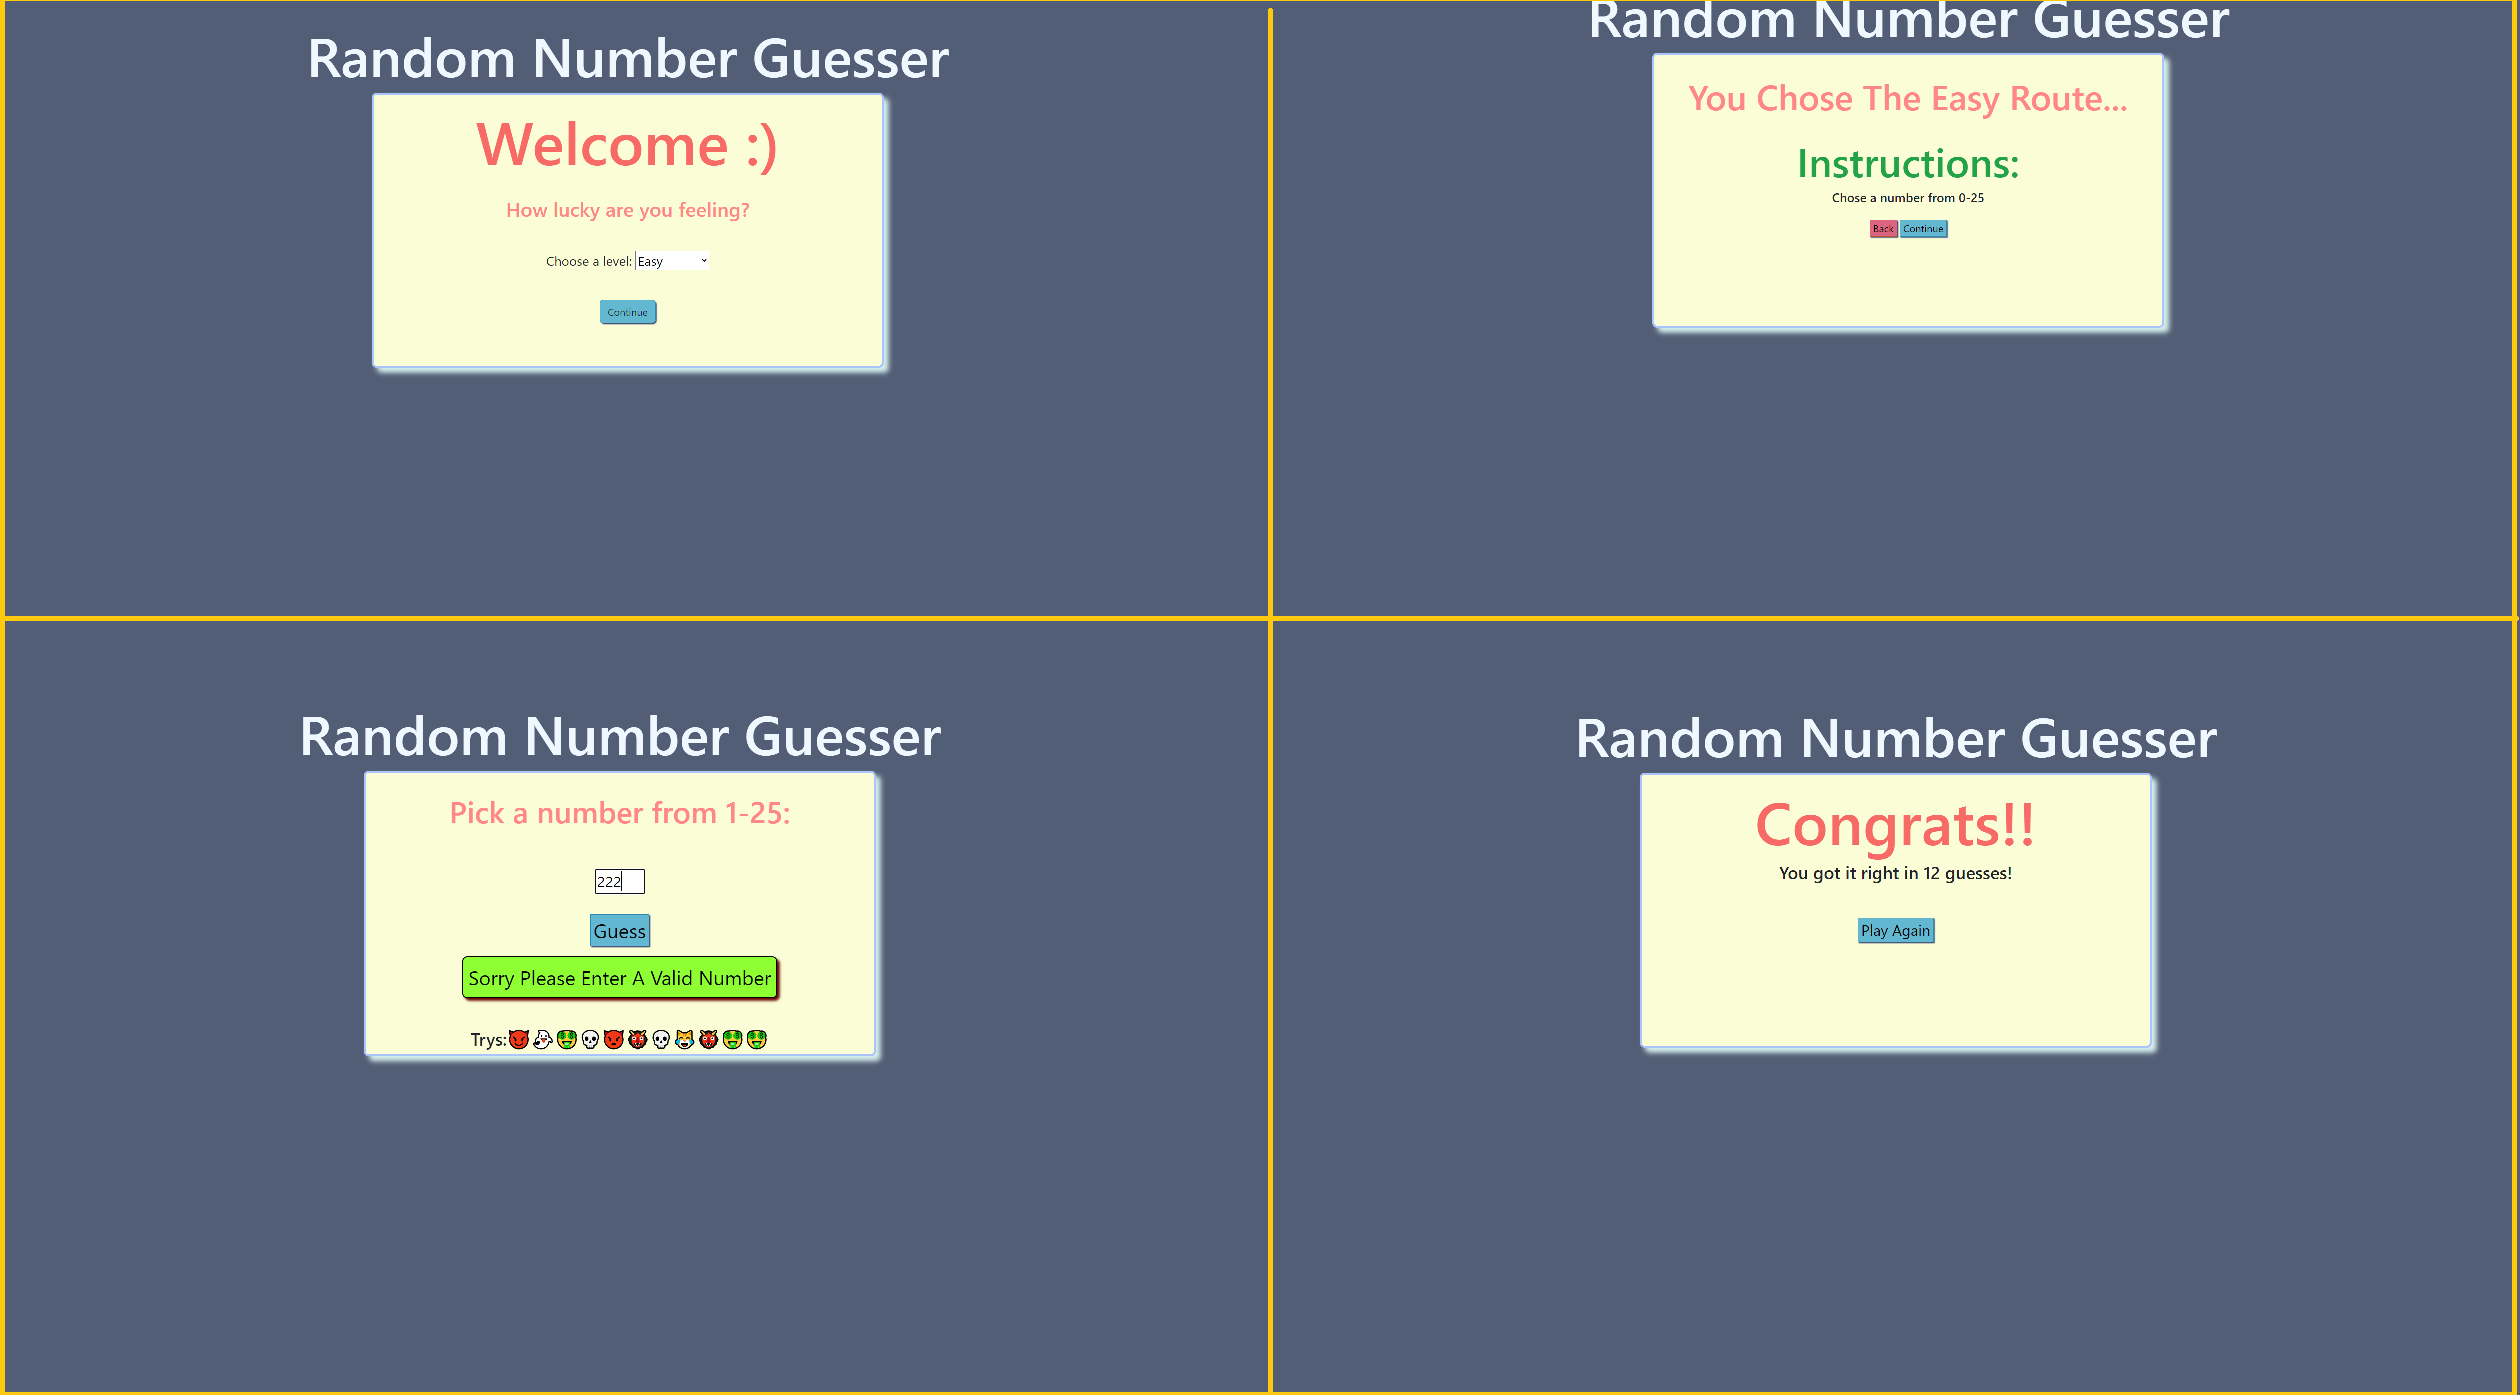 Random Number Guesser
Welcome :)
How lucky are you feeling?
Choose a level: Easy
Continue
Random Number Guesser
You Chose The Easy Route...
Instructions:
Chose a number from 0-25
Back Continue
Random Number Guesser
Pick a number from 1-25:
222
Guess
Sorry Please Enter A Valid Number
Trys:
Random Number Guesser
Congrats!!
You got it right in 12 guesses!
Play Again